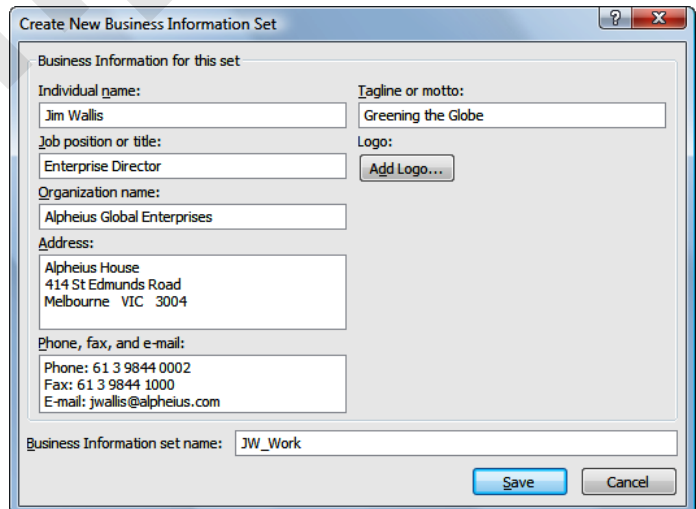 Create New Business Information Set
?
X
Business Information for this set
Individual name:
Jim Wallis
Job position or title:
Enterprise Director
Organization name:
Alpheius Global Enterprises
Address:
Alpheius House
414 St Edmunds Road
Melbourne VIC 3004
Phone, fax, and e-mail:
Phone: 61 3 9844 0002
Fax: 61 3 9844 1000
E-mail: jwallis@alpheius.com
Tagline or motto:
Greening the Globe
Logo:
Add Logo...
Business Information set name: JW_Work
Save Cancel